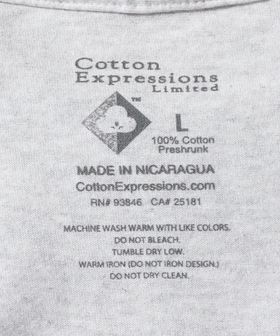 Cotton
Expressions
Limited
™
L
100% Cotton
Preshrunk
MADE IN NICARAGUA
CottonExpressions.com
RN# 93846 CA# 25181
MACHINE WASH WARM WITH LIKE COLORS.
DO NOT BLEACH.
TUMBLE DRY LOW.
WARM IRON (DO NOT IRON DESIGN.)
DO NOT DRY CLEAN.